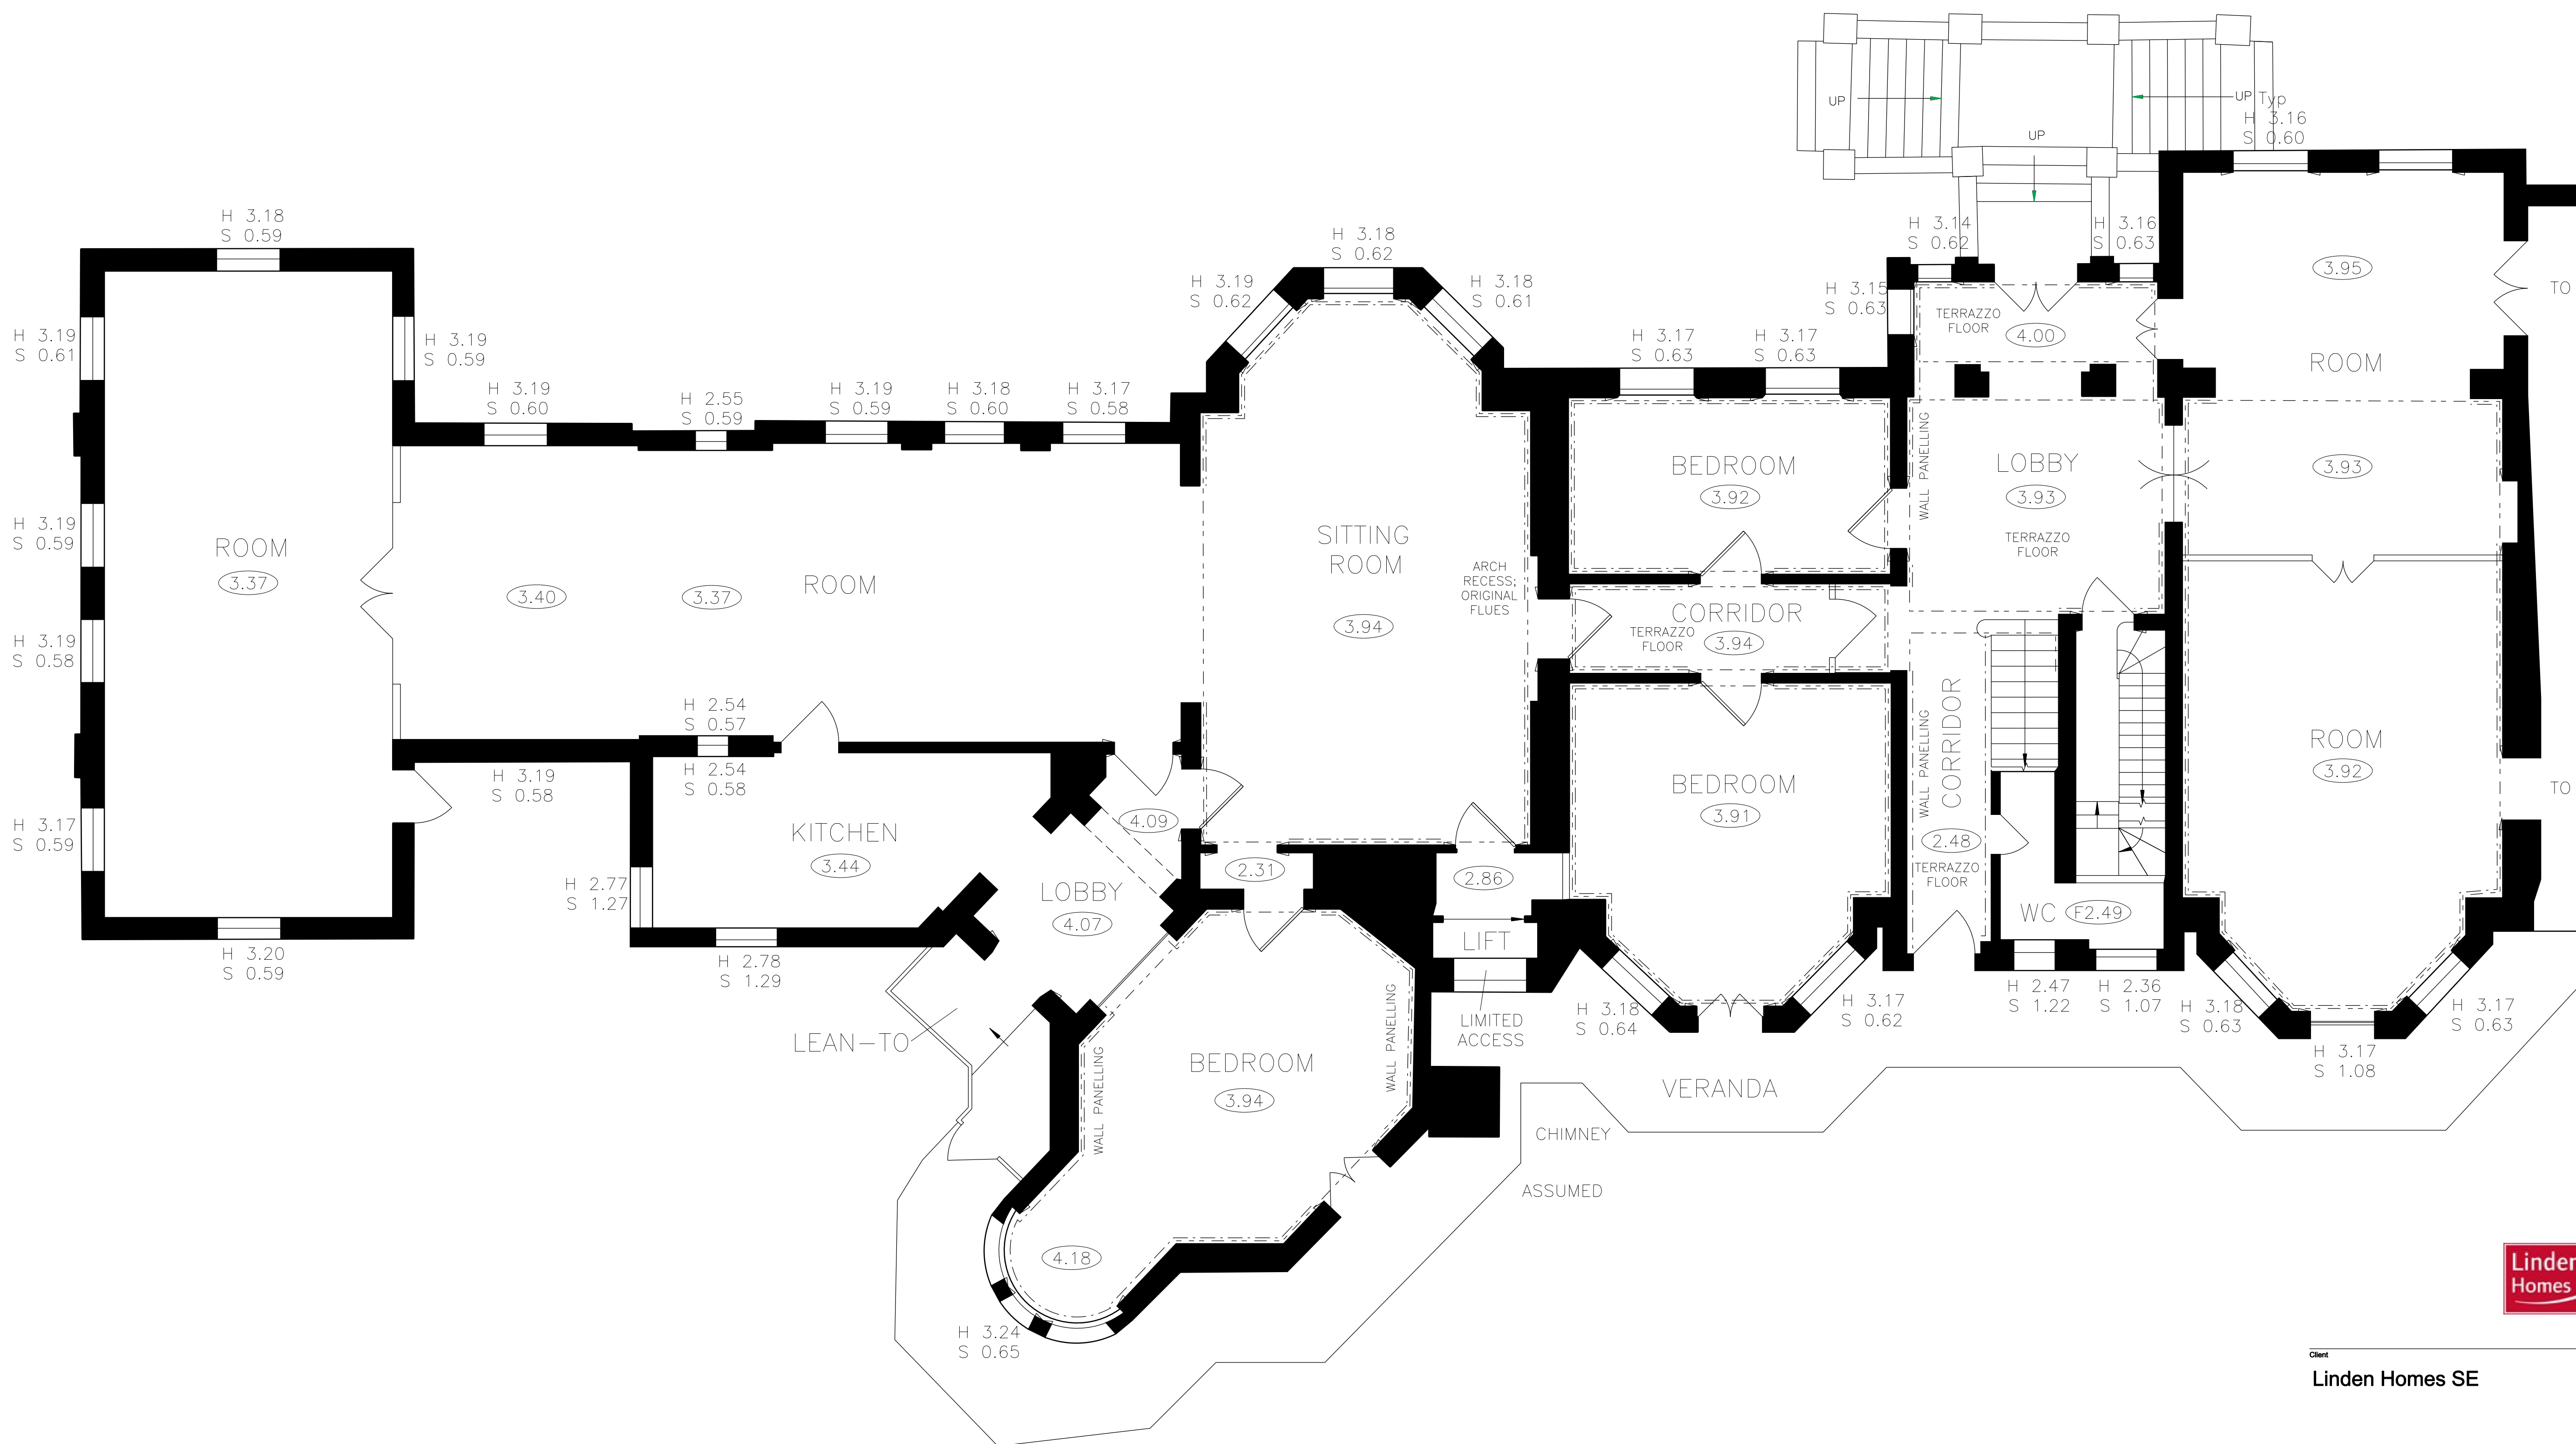 UP
UP
UP
Typ
H 3.16
S 0.60
H 3.18
S 0.59
H 3.14
S 0.62
H 3.16
S 0.63
H 3.18
S 0.62
H 3.19
S 0.62
H 3.18
S 0.61
H 3.15
S 0.63
3.95
TO
TERRAZZO
FLOOR
4.00
H 3.19
S 0.61
H 3.19
S 0.59
H 3.17
S 0.63
H 3.17
S 0.63
ROOM
H 3.19
S 0.60
H 2.55
S 0.59
H 3.19
S 0.59
H 3.18
S 0.60
H 3.17
S 0.58
WALL PANELLING
BEDROOM
3.92
LOBBY
3.93
TERRAZZO
FLOOR
3.93
H 3.19
S 0.59
ROOM
3.37
SITTING
ROOM
3.94
ARCH
RECESS;
ORIGINAL
FLUES
3.40
3.37
ROOM
CORRIDOR
3.94
TERRAZZO
FLOOR
H 3.19
S 0.58
H 2.54
S 0.57
WALL PANELLING
CORRIDOR
ROOM
3.92
H 3.19
S 0.58
H 2.54
S 0.58
BEDROOM
3.91
TO
H 3.17
S 0.59
KITCHEN
3.44
4.09
2.48
TERRAZZO
FLOOR
2.31
2.86
H 2.77
S 1.27
LOBBY
4.07
WC
F2.49
LIFT
H 3.20
S 0.59
H 2.78
S 1.29
H 3.18
S 0.64
H 3.17
S 0.62
H 2.47
S 1.22
H 2.36
S 1.07
H 3.18
S 0.63
H 3.17
S 0.63
LIMITED
ACCESS
LEAN-TO
WALL PANELLING
WALL PANELLING
BEDROOM
3.94
H 3.17
S 1.08
VERANDA
CHIMNEY
ASSUMED
4.18
H 3.24
S 0.65
Linden
Homes
Client
Linden Homes SE